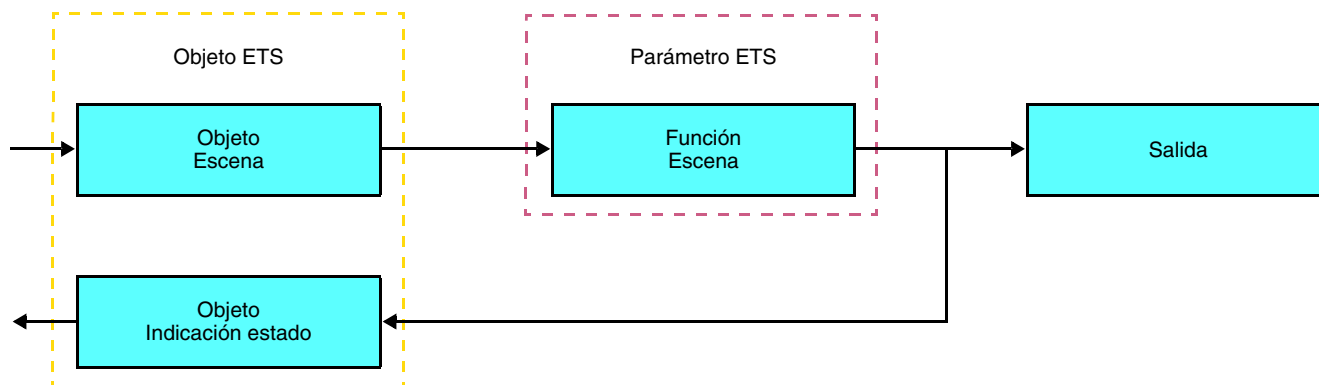 Objeto ETS
Parámetro ETS
Objeto
Escena
Función
Escena
Salida
Objeto
Indicación estado